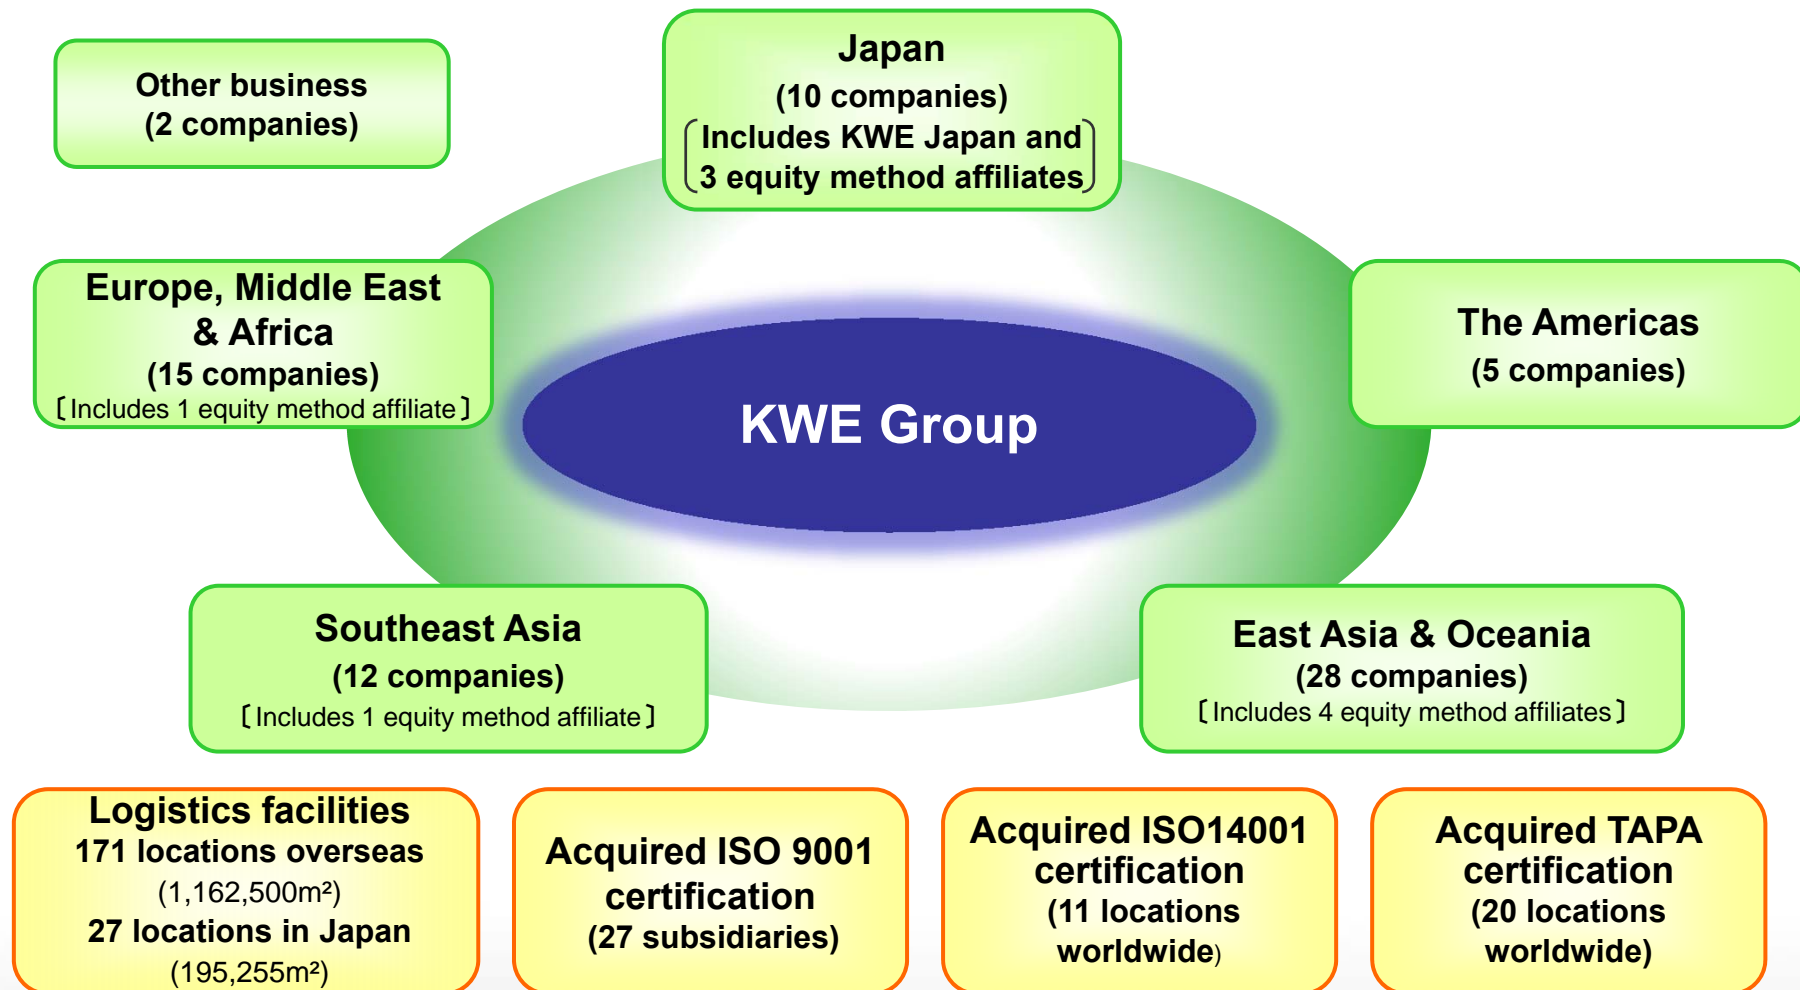 Other business
(2 companies)
Japan
(10 companies)
Includes KWE Japan and
3 equity method affiliates
Europe, Middle East
& Africa
(15 companies)
〔Includes 1 equity method affiliate〕
The Americas
(5 companies)
KWE Group
Southeast Asia
(12 companies)
〔Includes 1 equity method affiliate〕
East Asia & Oceania
(28 companies)
〔Includes 4 equity method affiliates〕
Logistics facilities
171 locations overseas
(1,162,500m²)
27 locations in Japan
(195,255m²)
Acquired ISO 9001
certification
(27 subsidiaries)
Acquired ISO14001
certification
(11 locations
worldwide)
Acquired TAPA
certification
(20 locations
worldwide)